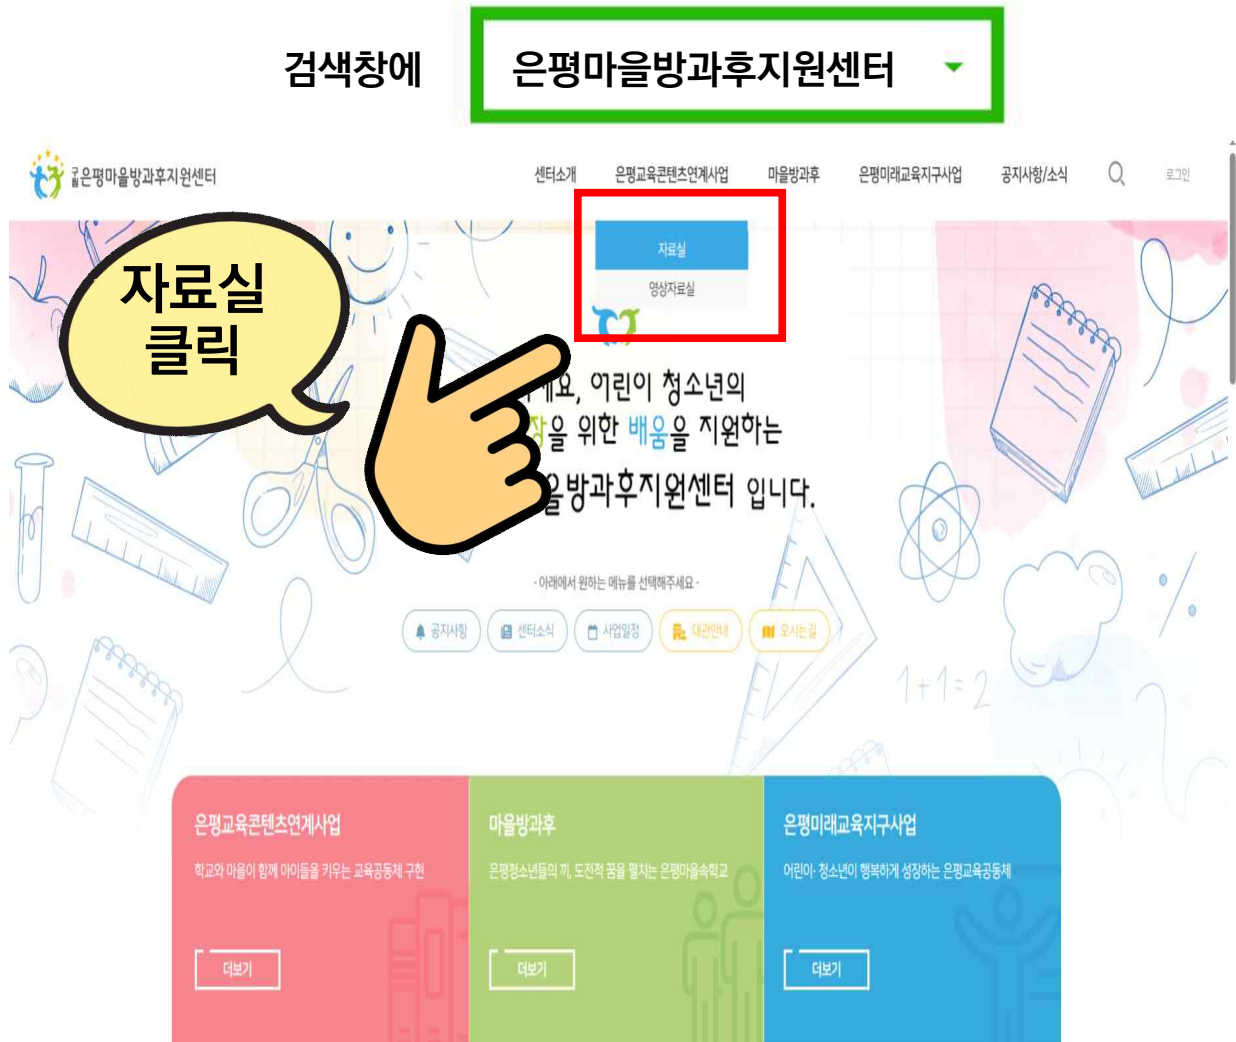 검색창에 은평마을방과후지원센터
은평마을방과후지원센터
센터소개 은평교육콘텐츠연계사업 마을방과후 은평미래교육지구사업 공지사항/소식 로그인
자료실
영상자료실
자료실
클릭
요, 어린이 청소년의
장을 위한 배움을 지원하는
을방과후지원센터 입니다.
- 아래에서 원하는 메뉴를 선택해주세요 -
공지사항 센터소식 사업일정 대관안내 오시는길
1+1=2
은평교육콘텐츠연계사업
학교와 마을이 함께 아이들을 키우는 교육공동체 구현
더보기
마을방과후
은평청소년들의 끼, 도전적 꿈을 펼치는 은평마을속학교
더보기
은평미래교육지구사업
어린이· 청소년이 행복하게 성장하는 은평교육공동체
더보기